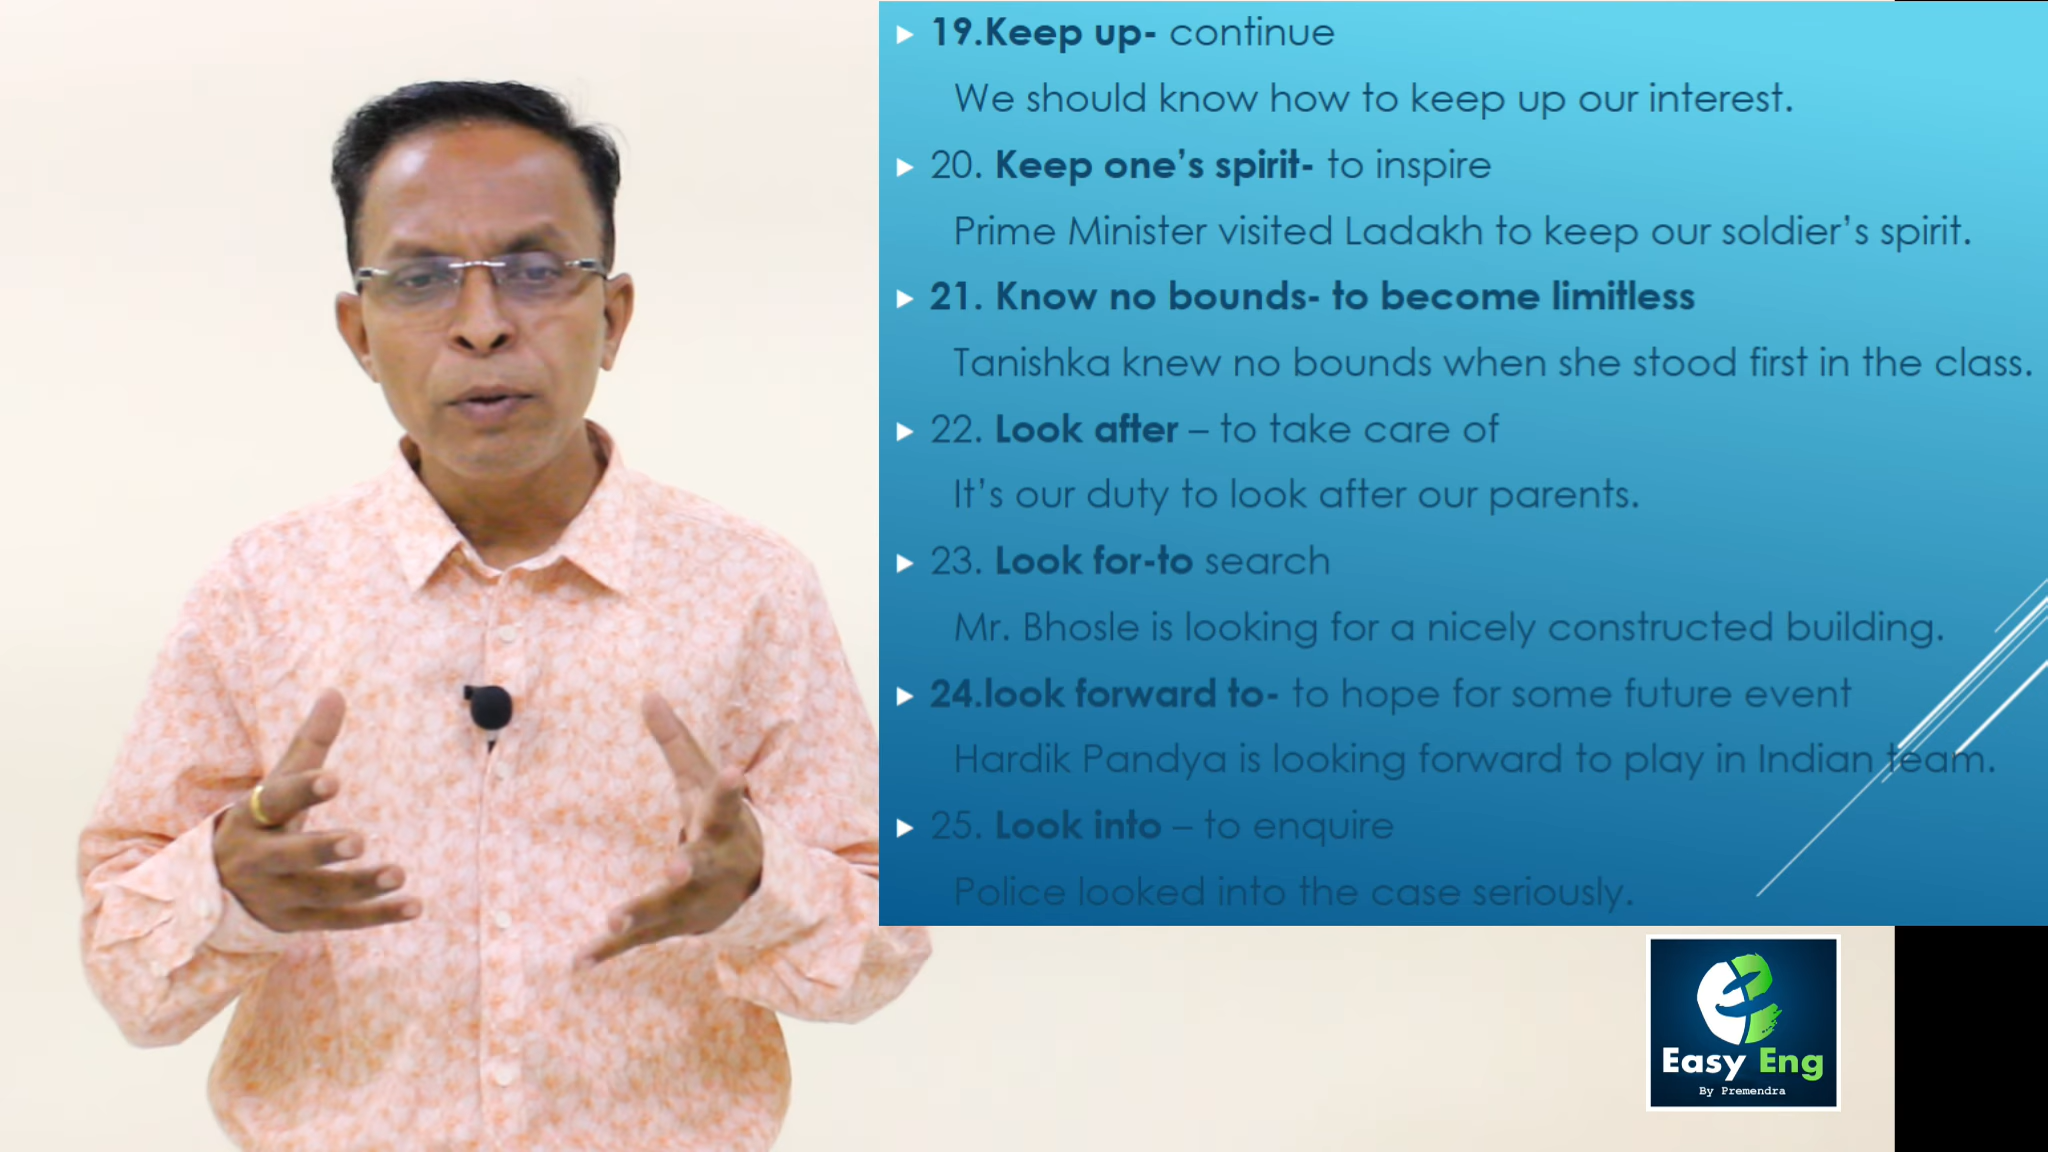 19.Keep up- continue
We should know how to keep up our interest.
20. Keep one’s spirit- to inspire
Prime Minister visited Ladakh to keep our soldier’s spirit.
21. Know no bounds- to become limitless
Tanishka knew no bounds when she stood first in the class.
22. Look after – to take care of
It’s our duty to look after our parents.
23. Look for-to search
Mr. Bhosle is looking for a nicely constructed building.
24.look forward to- to hope for some future event
Hardik Pandya is looking forward to play in Indian team.
25. Look into – to enquire
Police looked into the case seriously.
Easy Eng
By Premendra